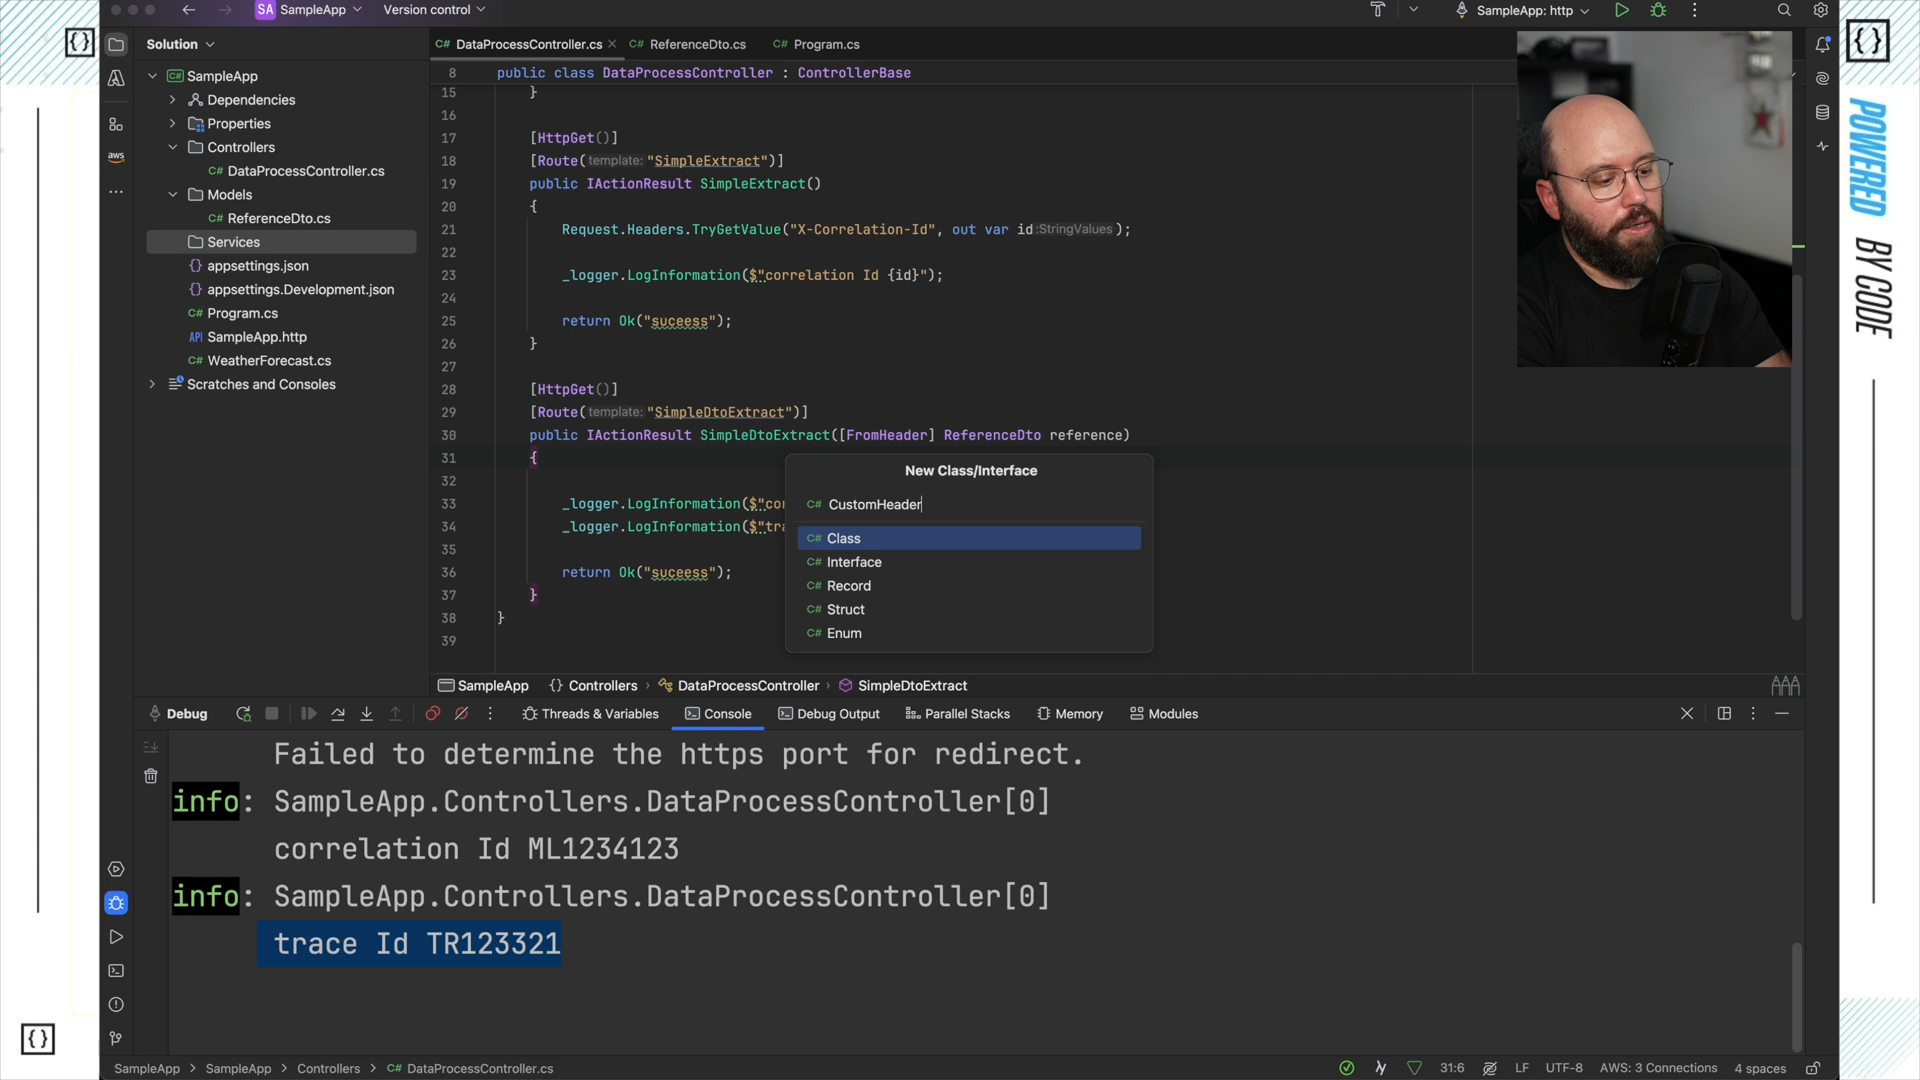 SA SampleApp
Version control
SampleApp: http
Solution
C# DataProcessController.cs
C# ReferenceDto.cs
C# Program.cs
C# SampleApp
Dependencies
Properties
Controllers
C# DataProcessController.cs
Models
C# ReferenceDto.cs
Services
{} appsettings.json
{} appsettings.Development.json
C# Program.cs
API SampleApp.http
C# WeatherForecast.cs
Scratches and Consoles
aws
8 public class DataProcessController : ControllerBase
15 }
16
17 [HttpGet()]
18 [Route(template: "SimpleExtract")]
19 public IActionResult SimpleExtract()
20 {
21 Request.Headers.TryGetValue("X-Correlation-Id", out var id:StringValues);
22
23 _logger.LogInformation($"correlation Id {id}");
24
25 return Ok("suceess");
26 }
27
28 [HttpGet()]
29 [Route(template: "SimpleDtoExtract")]
30 public IActionResult SimpleDtoExtract([FromHeader] ReferenceDto reference)
31 {
32
33 _logger.LogInformation($"cor
34 _logger.LogInformation($"tra
35
36 return Ok("suceess");
37 }
38 }
39
New Class/Interface
C# CustomHeader
C# Class
C# Interface
C# Record
C# Struct
C# Enum
SampleApp {} Controllers DataProcessController SimpleDtoExtract
Debug
Threads & Variables
Console
Debug Output
Parallel Stacks
Memory
Modules
Failed to determine the https port for redirect.
info: SampleApp.Controllers.DataProcessController[0]
correlation Id ML1234123
info: SampleApp.Controllers.DataProcessController[0]
trace Id TR123321
SampleApp SampleApp Controllers C# DataProcessController.cs
31:6
LF
UTF-8
AWS: 3 Connections
4 spaces
{}
{}
{}
POWERED BY CODE